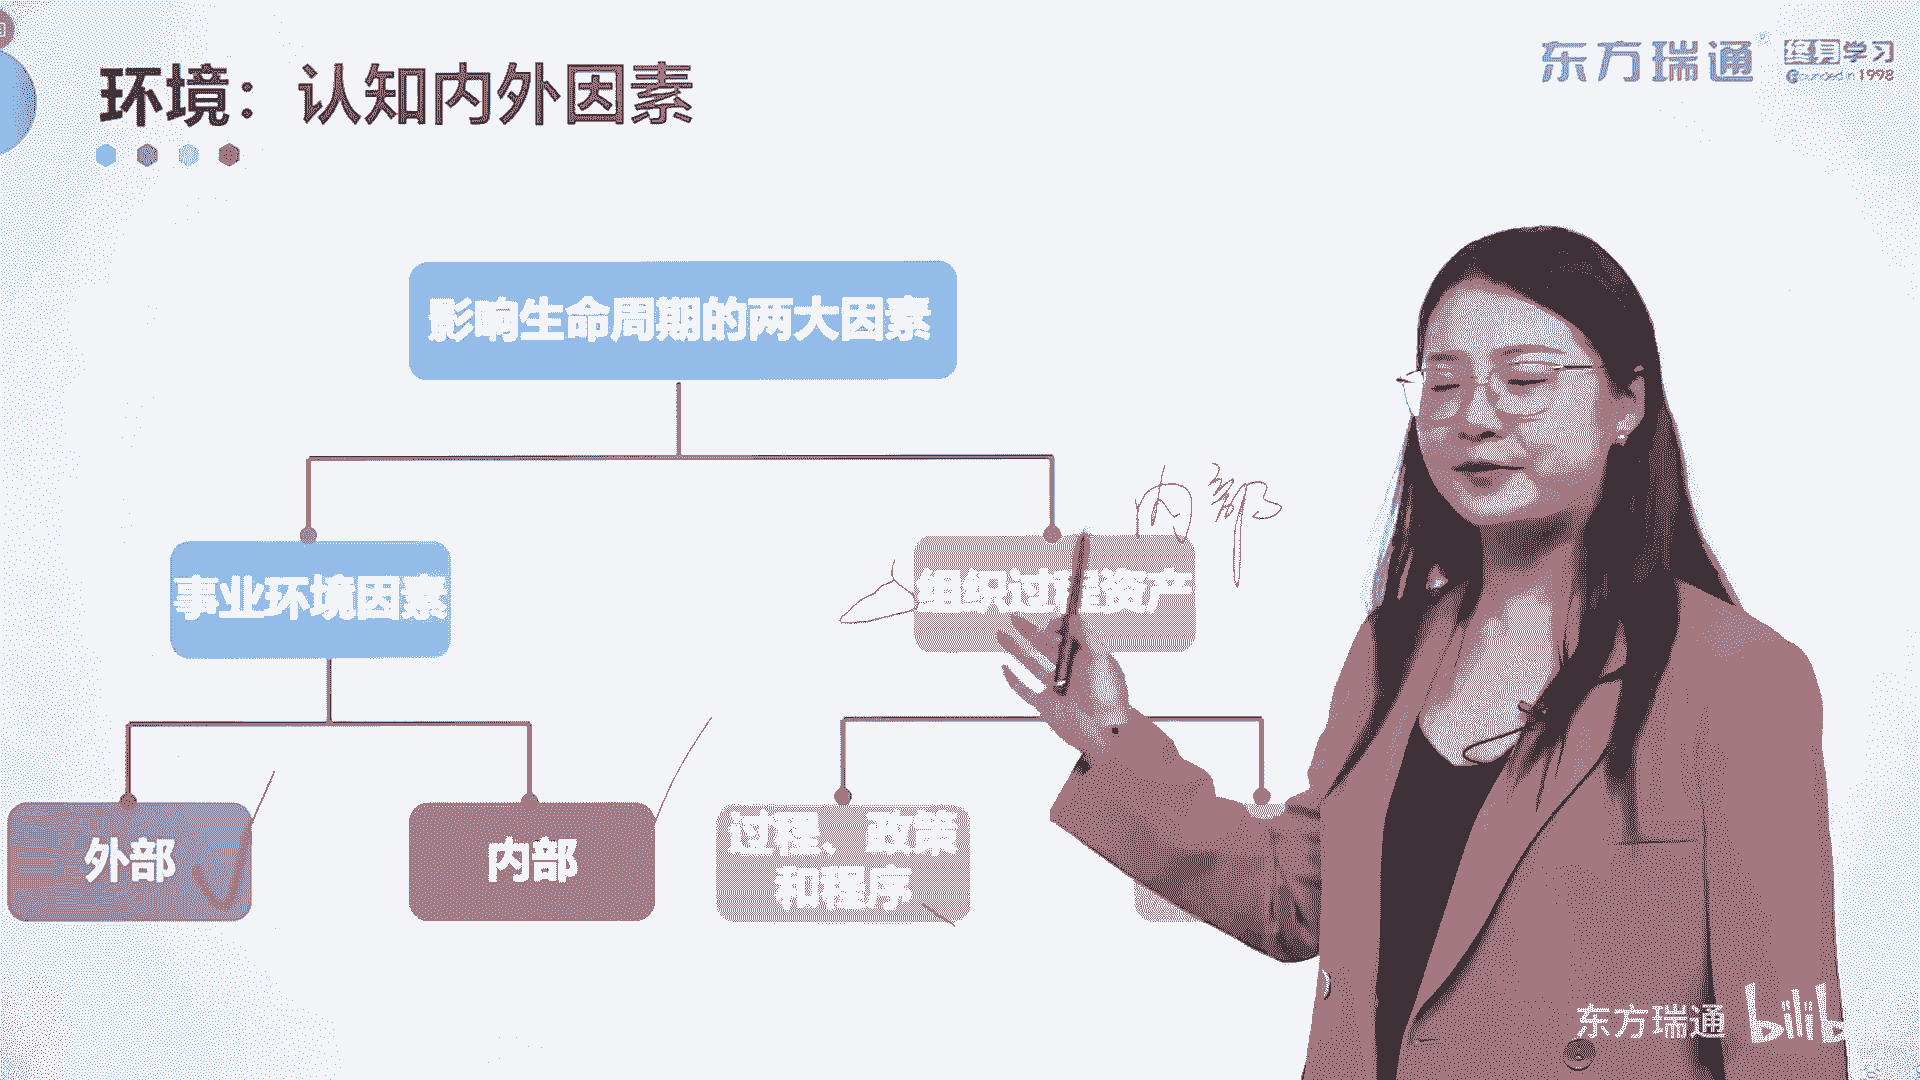 环境：认知内外因素
东方瑞通
终身学习
Founded in 1998
影响生命周期的两大因素
内部
事业环境因素
组织过程资产
外部
内部
过程、政策
和程序
东方瑞通
bilib